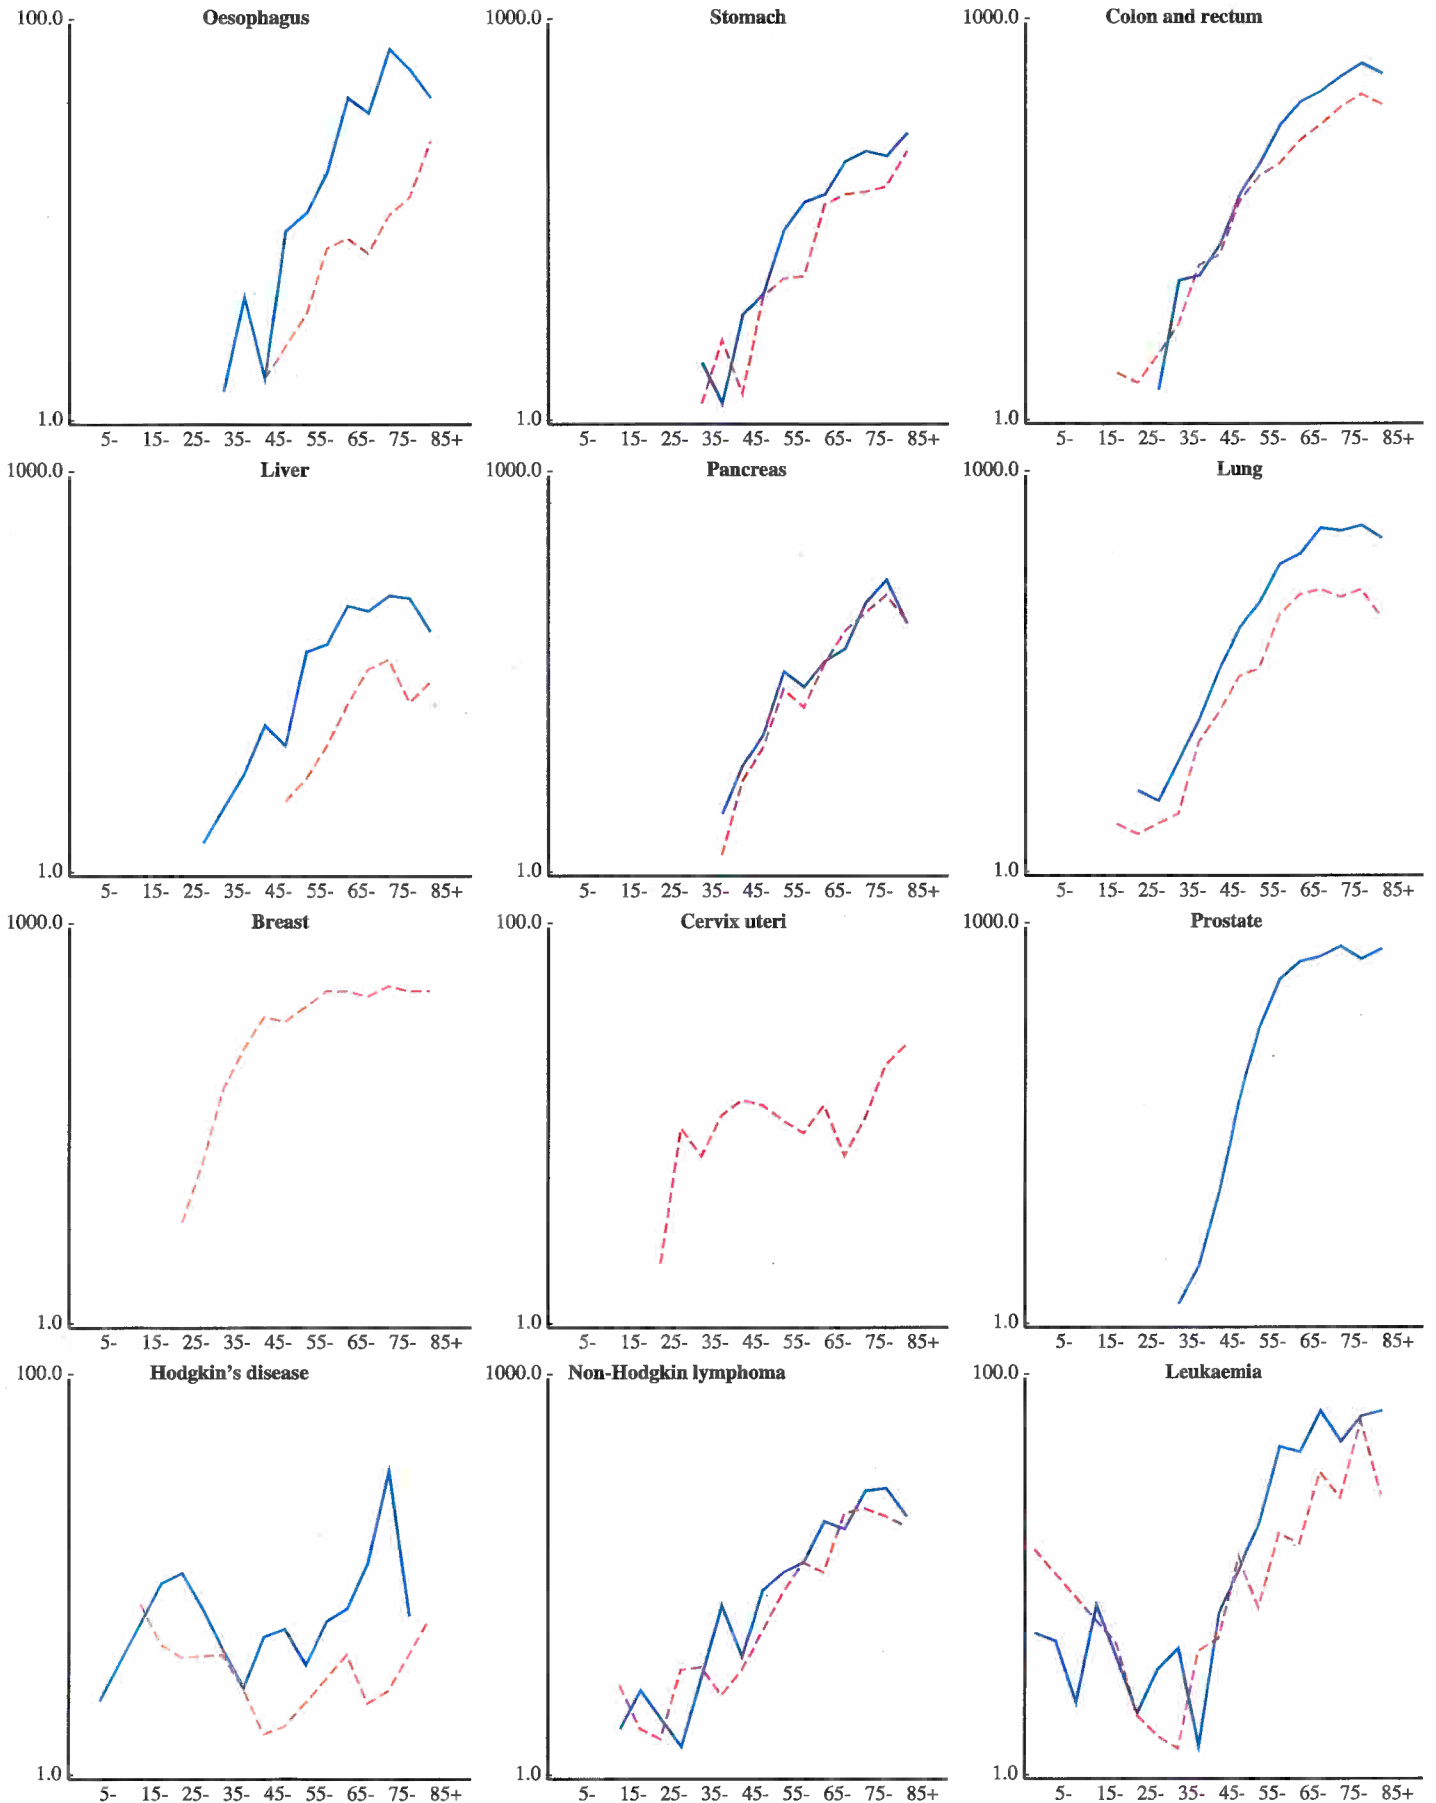 100.0 -
Oesophagus
1.0
5- 15- 25- 35- 45- 55- 65- 75- 85+
1000.0 -
Stomach
1.0
5- 15- 25- 35- 45- 55- 65- 75- 85+
1000.0 -
Colon and rectum
1.0
5- 15- 25- 35- 45- 55- 65- 75- 85+
1000.0 -
Liver
1.0
5- 15- 25- 35- 45- 55- 65- 75- 85+
1000.0 -
Pancreas
1.0
5- 15- 25- 35- 45- 55- 65- 75- 85+
1000.0 -
Lung
1.0
5- 15- 25- 35- 45- 55- 65- 75- 85+
1000.0 -
Breast
1.0
5- 15- 25- 35- 45- 55- 65- 75- 85+
100.0 -
Cervix uteri
1.0
5- 15- 25- 35- 45- 55- 65- 75- 85+
1000.0 -
Prostate
1.0
5- 15- 25- 35- 45- 55- 65- 75- 85+
100.0 -
Hodgkin's disease
1.0
5- 15- 25- 35- 45- 55- 65- 75- 85+
1000.0 -
Non-Hodgkin lymphoma
1.0
5- 15- 25- 35- 45- 55- 65- 75- 85+
100.0 -
Leukaemia
1.0
5- 15- 25- 35- 45- 55- 65- 75- 85+